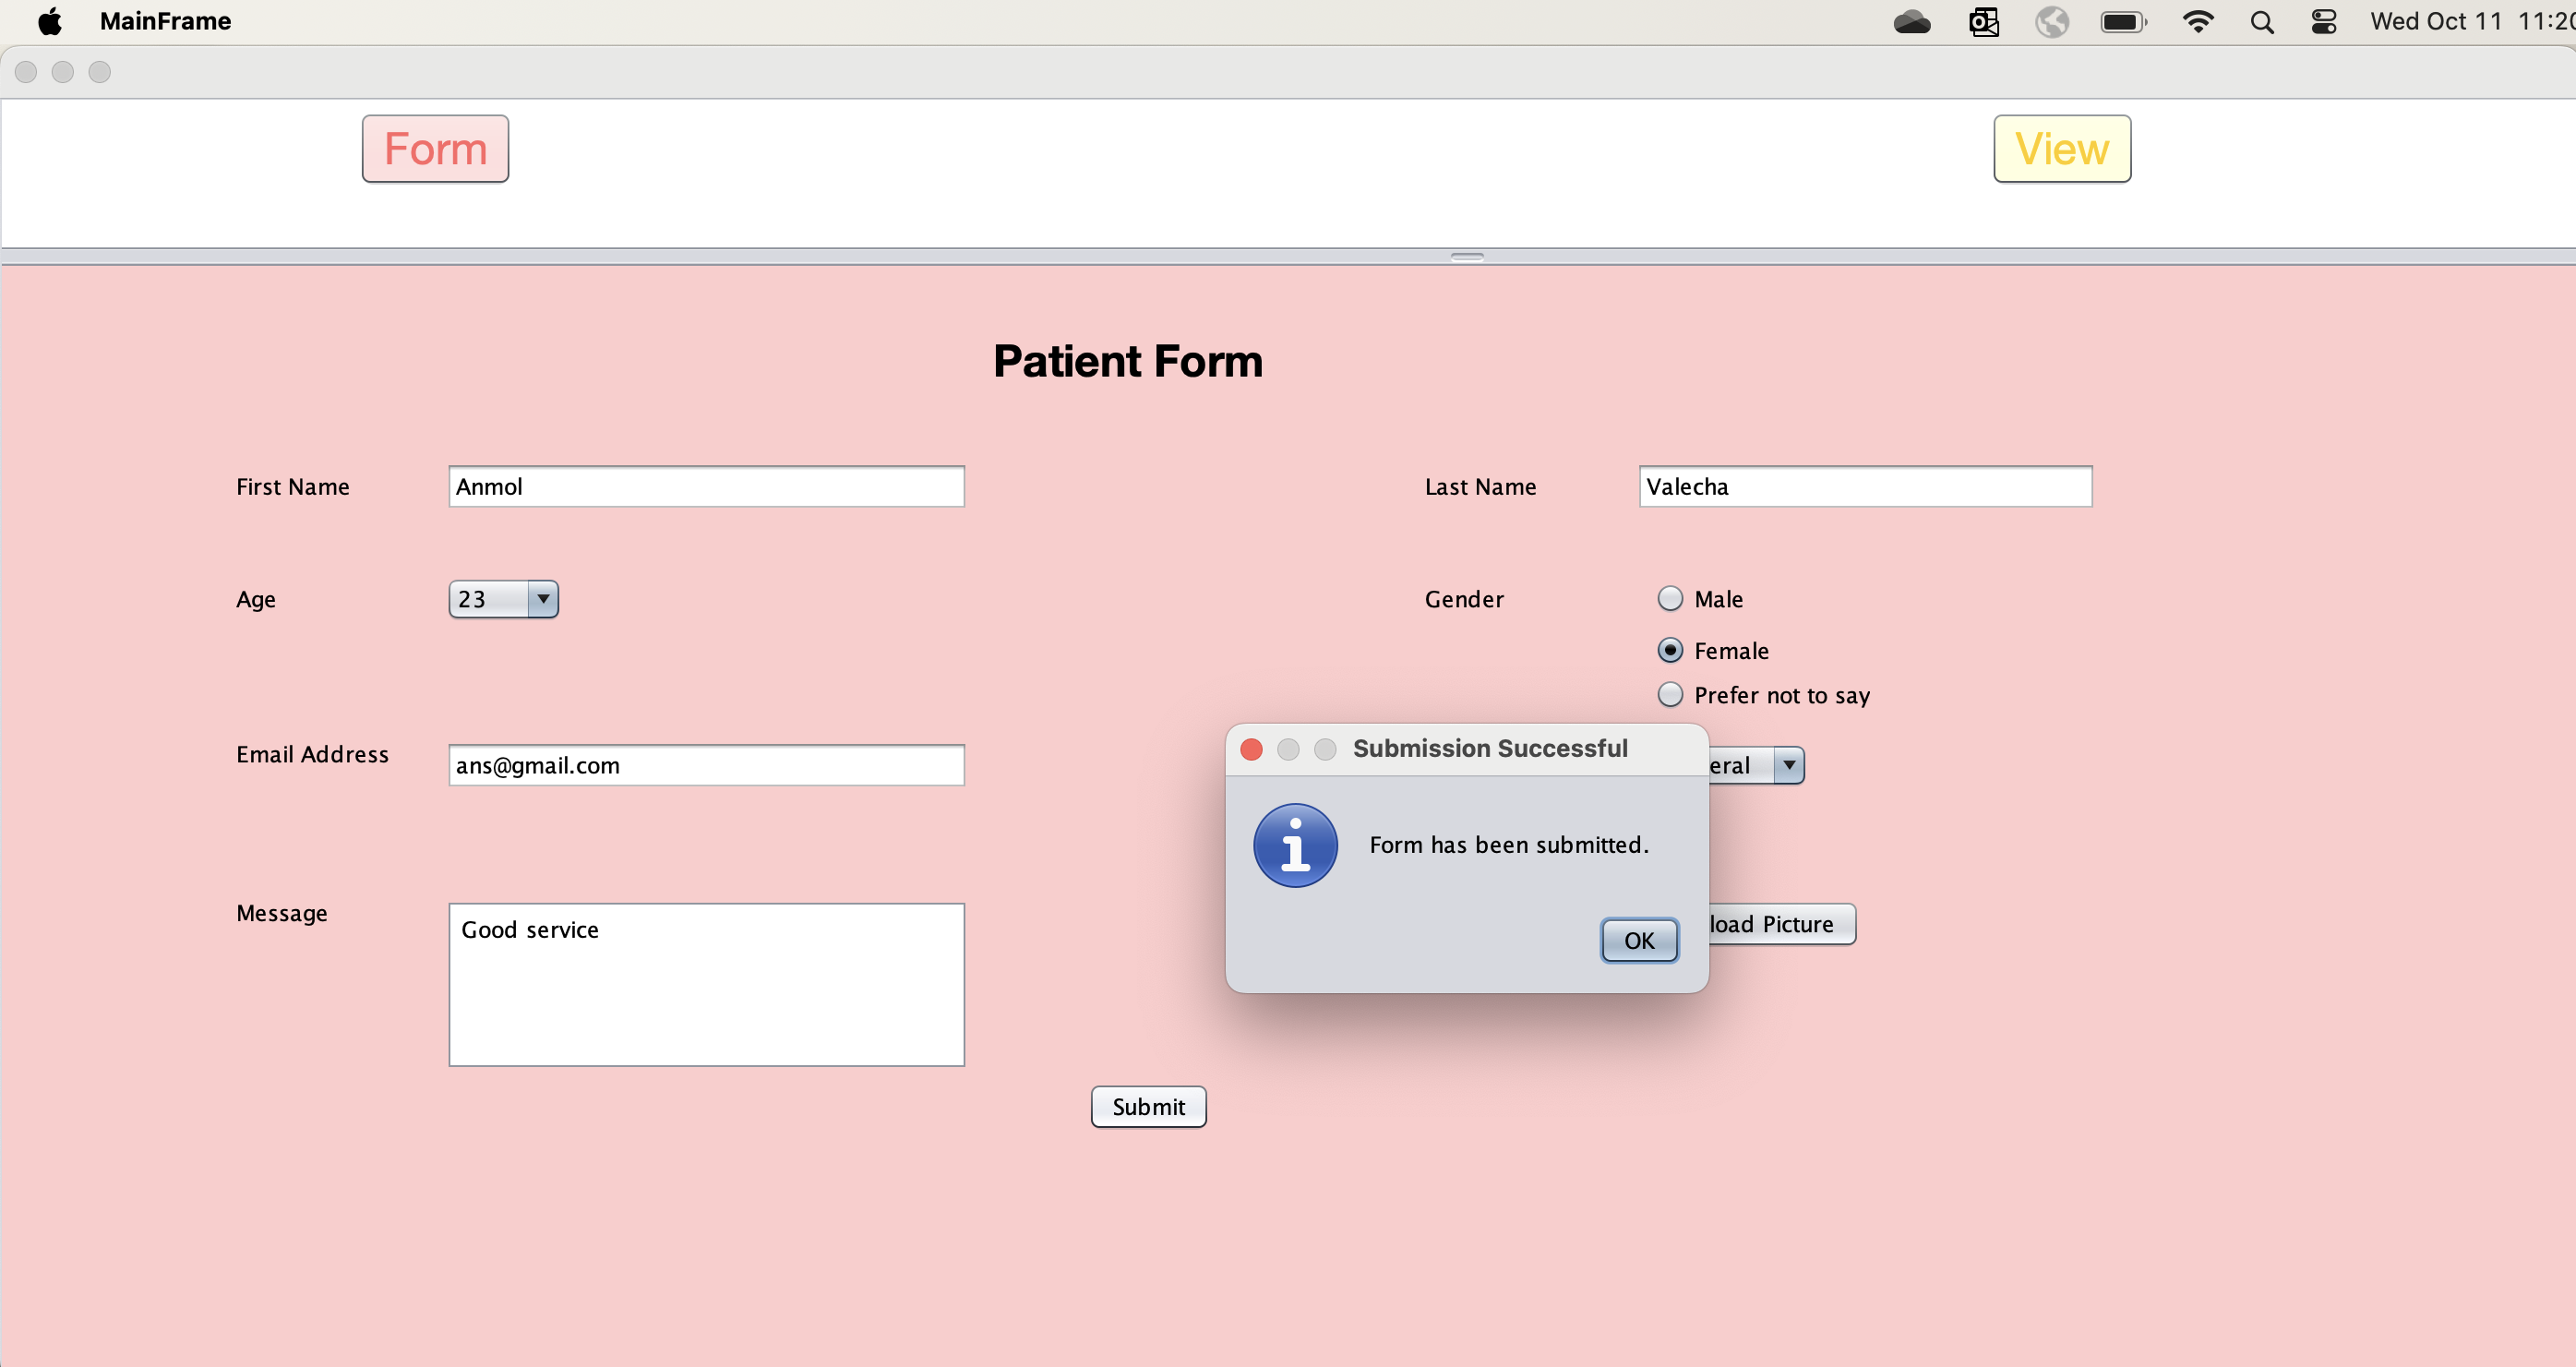 MainFrame
Wed Oct 11 11:20
Form
View
Patient Form
First Name
Anmol
Last Name
Valecha
Age
23
Gender
Male
Female
Prefer not to say
Email Address
ans@gmail.com
Submission Successful
eral
Form has been submitted.
Message
Good service
load Picture
OK
Submit